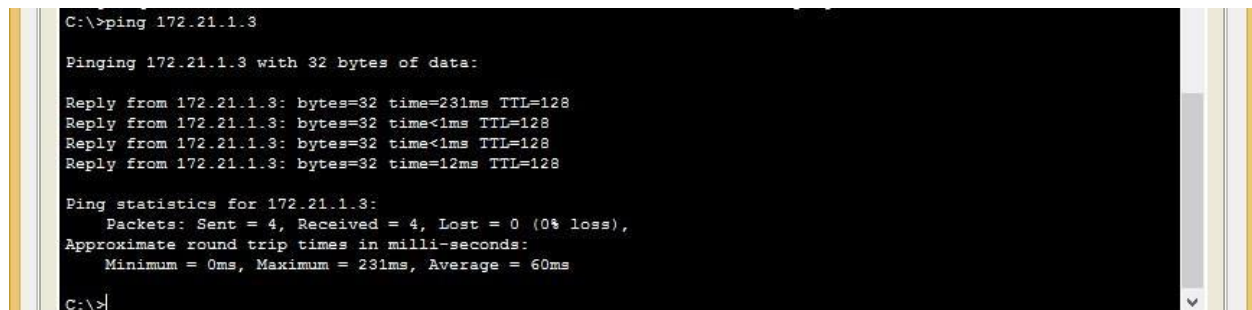 C:\>ping 172.21.1.3
Pinging 172.21.1.3 with 32 bytes of data:
Reply from 172.21.1.3: bytes=32 time=231ms TTL=128
Reply from 172.21.1.3: bytes=32 time<1ms TTL=128
Reply from 172.21.1.3: bytes=32 time<1ms TTL=128
Reply from 172.21.1.3: bytes=32 time=12ms TTL=128
Ping statistics for 172.21.1.3:
Packets: Sent = 4, Received = 4, Lost = 0 (0% loss),
Approximate round trip times in milli-seconds:
Minimum = 0ms, Maximum = 231ms, Average = 60ms
C:\>